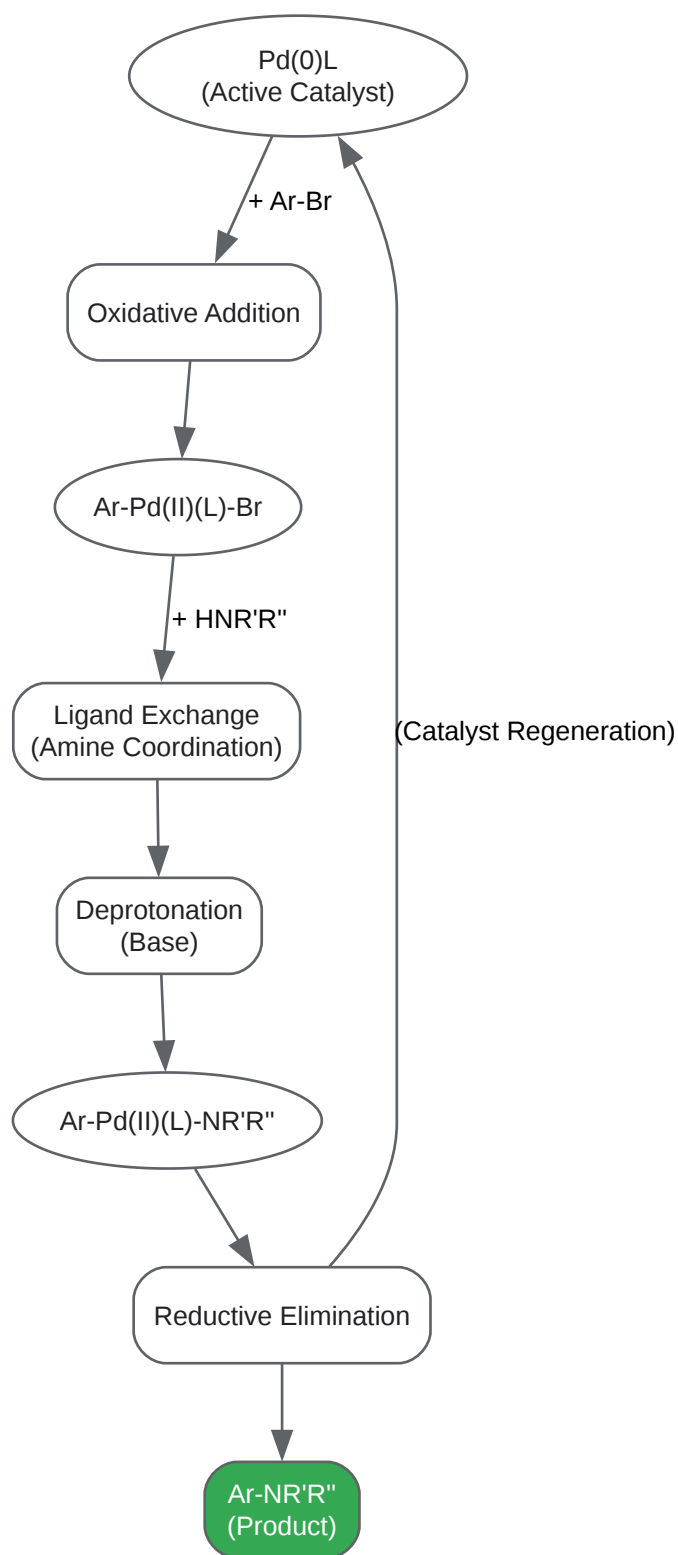 Pd(0)L
(Active Catalyst)
+ Ar-Br
Oxidative Addition
Ar-Pd(II)(L)-Br
+ HNR'R"
Ligand Exchange
(Amine Coordination)
(Catalyst Regeneration)
Deprotonation
(Base)
Ar-Pd(II)(L)-NR'R"
Reductive Elimination
Ar-NR'R"
(Product)